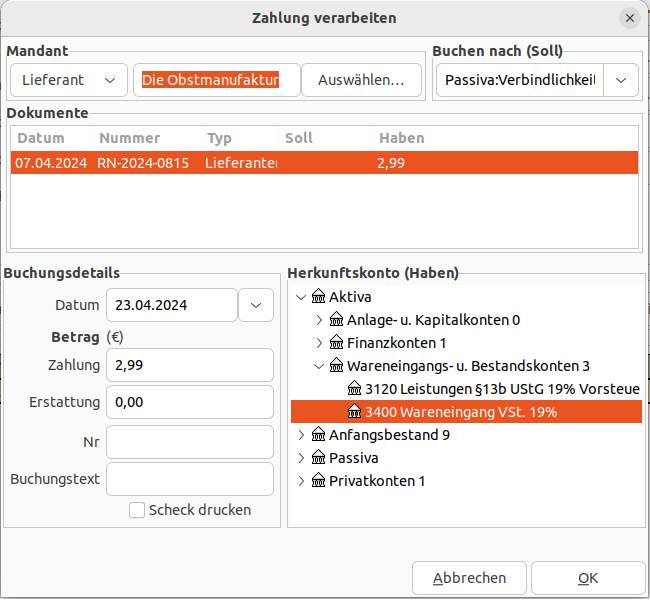 Zahlung verarbeiten
Mandant
Buchen nach (Soll)
Lieferant
Die Obstmanufaktur
Auswählen...
Passiva:Verbindlichkeit
Dokumente
Datum Nummer Typ Soll Haben
07.04.2024 RN-2024-0815 Lieferanten 2,99
Buchungsdetails
Datum 23.04.2024
Betrag (€)
Zahlung 2,99
Erstattung 0,00
Nr
Buchungstext
Scheck drucken
Herkunftskonto (Haben)
Aktiva
Anlage- u. Kapitalkonten 0
Finanzkonten 1
Wareneingangs- u. Bestandskonten 3
3120 Leistungen §13b UStG 19% Vorsteue
3400 Wareneingang VSt. 19%
Anfangsbestand 9
Passiva
Privatkonten 1
Abbrechen
OK